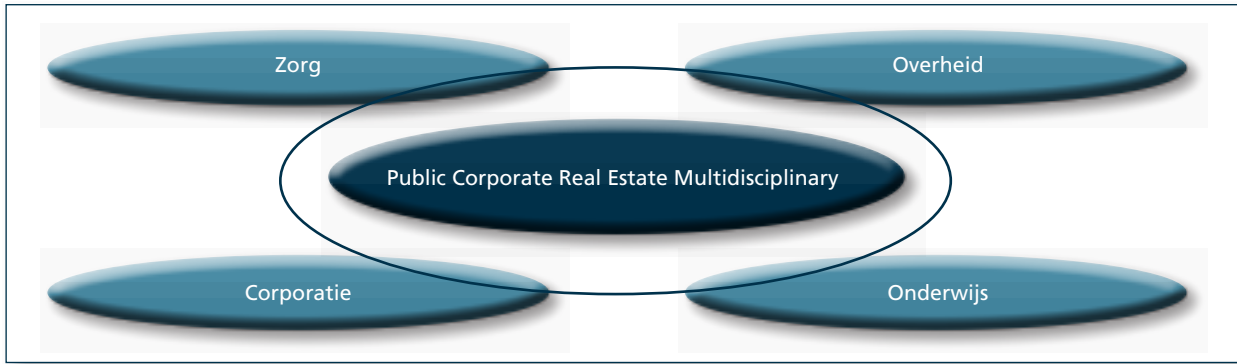 Zorg
Overheid
Public Corporate Real Estate Multidisciplinary
Corporatie
Onderwijs